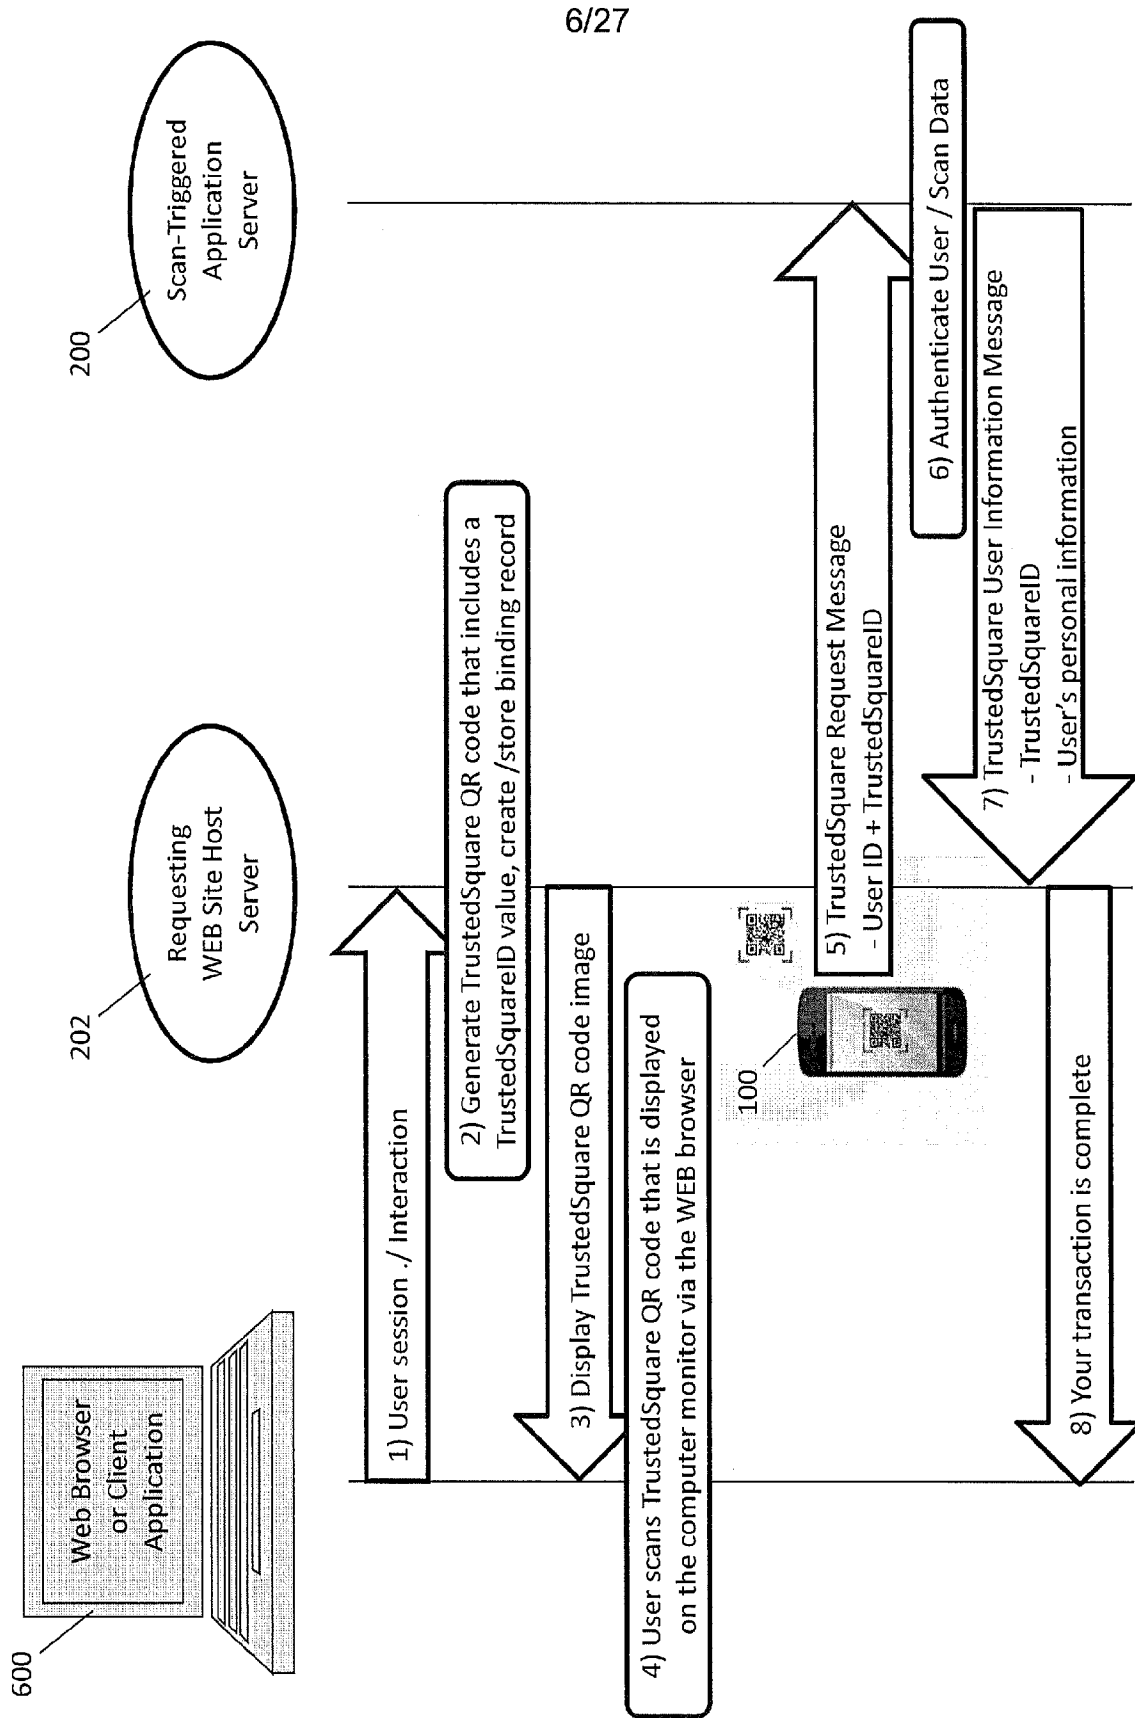 6/27
600
Web Browser
or Client
Application
202
Requesting
WEB Site Host
Server
200
Scan-Triggered
Application
Server
1) User session ./ Interaction
2) Generate TrustedSquare QR code that includes a
TrustedSquareID value, create /store binding record
3) Display TrustedSquare QR code image
4) User scans TrustedSquare QR code that is displayed
on the computer monitor via the WEB browser
100
5) TrustedSquare Request Message
- User ID + TrustedSquareID
6) Authenticate User / Scan Data
7) TrustedSquare User Information Message
- TrustedSquareID
- User's personal information
8) Your transaction is complete